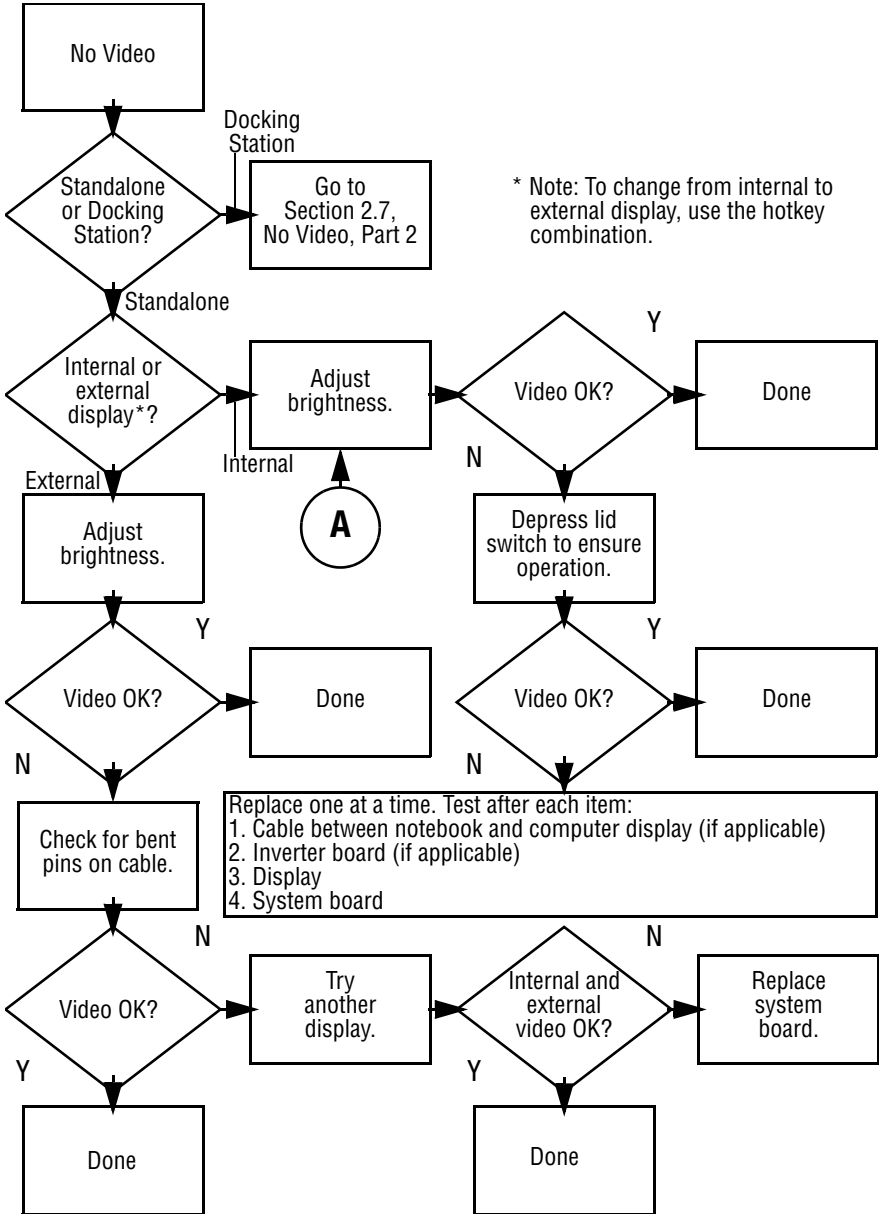 No Video
Docking
Station
Standalone
or Docking
Station?
Go to
Section 2.7,
No Video, Part 2
* Note: To change from internal to
external display, use the hotkey
combination.
Standalone
Internal or
external
display*?
Internal
External
Adjust
brightness.
A
Video OK?
Y
Done
N
Depress lid
switch to ensure
operation.
Adjust
brightness.
Video OK?
Y
Done
N
Video OK?
Y
Done
N
Check for bent
pins on cable.
Replace one at a time. Test after each item:
1. Cable between notebook and computer display (if applicable)
2. Inverter board (if applicable)
3. Display
4. System board
Video OK?
N
Try
another
display.
Internal and
external
video OK?
N
Replace
system
board.
Y
Done
Y
Done